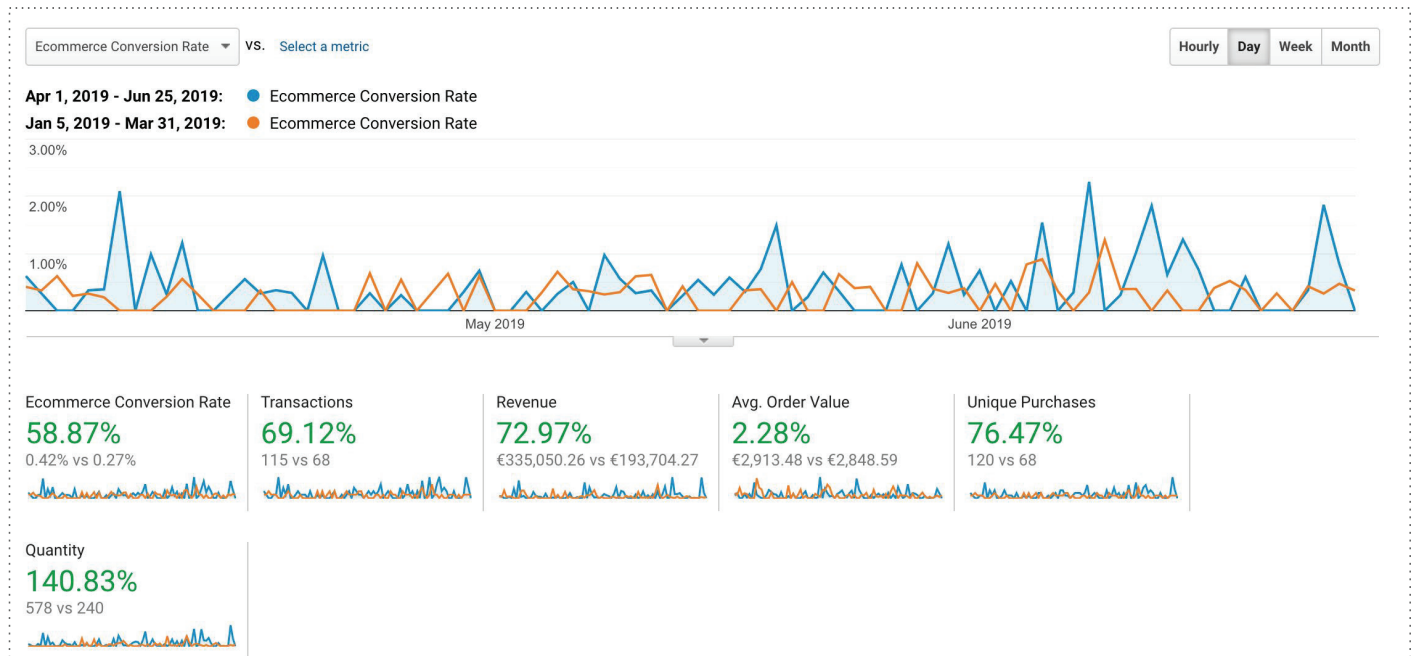 Ecommerce Conversion Rate VS. Select a metric Hourly Day Week Month
Apr 1, 2019 - Jun 25, 2019: Ecommerce Conversion Rate
Jan 5, 2019 - Mar 31, 2019: Ecommerce Conversion Rate
3.00%
2.00%
1.00%
May 2019 June 2019
Ecommerce Conversion Rate
58.87%
0.42% vs 0.27%
Transactions
69.12%
115 vs 68
Revenue
72.97%
€335,050.26 vs €193,704.27
Avg. Order Value
2.28%
€2,913.48 vs €2,848.59
Unique Purchases
76.47%
120 vs 68
Quantity
140.83%
578 vs 240